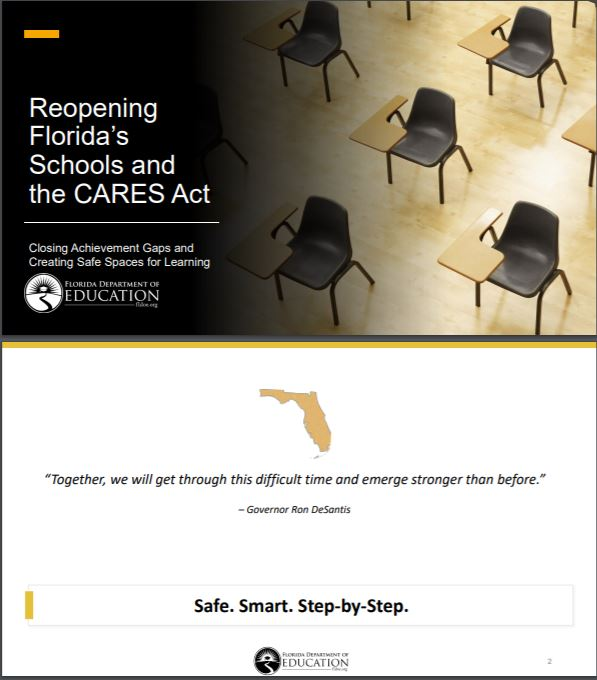 Reopening
Florida's
Schools and
the CARES Act
Closing Achievement Gaps and
Creating Safe Spaces for Learning
FLORIDA DEPARTMENT OF
EDUCATION
fldoe.org
“Together, we will get through this difficult time and emerge stronger than before.”
– Governor Ron DeSantis
Safe. Smart. Step-by-Step.
FLORIDA DEPARTMENT OF
EDUCATION
fldoe.org
2